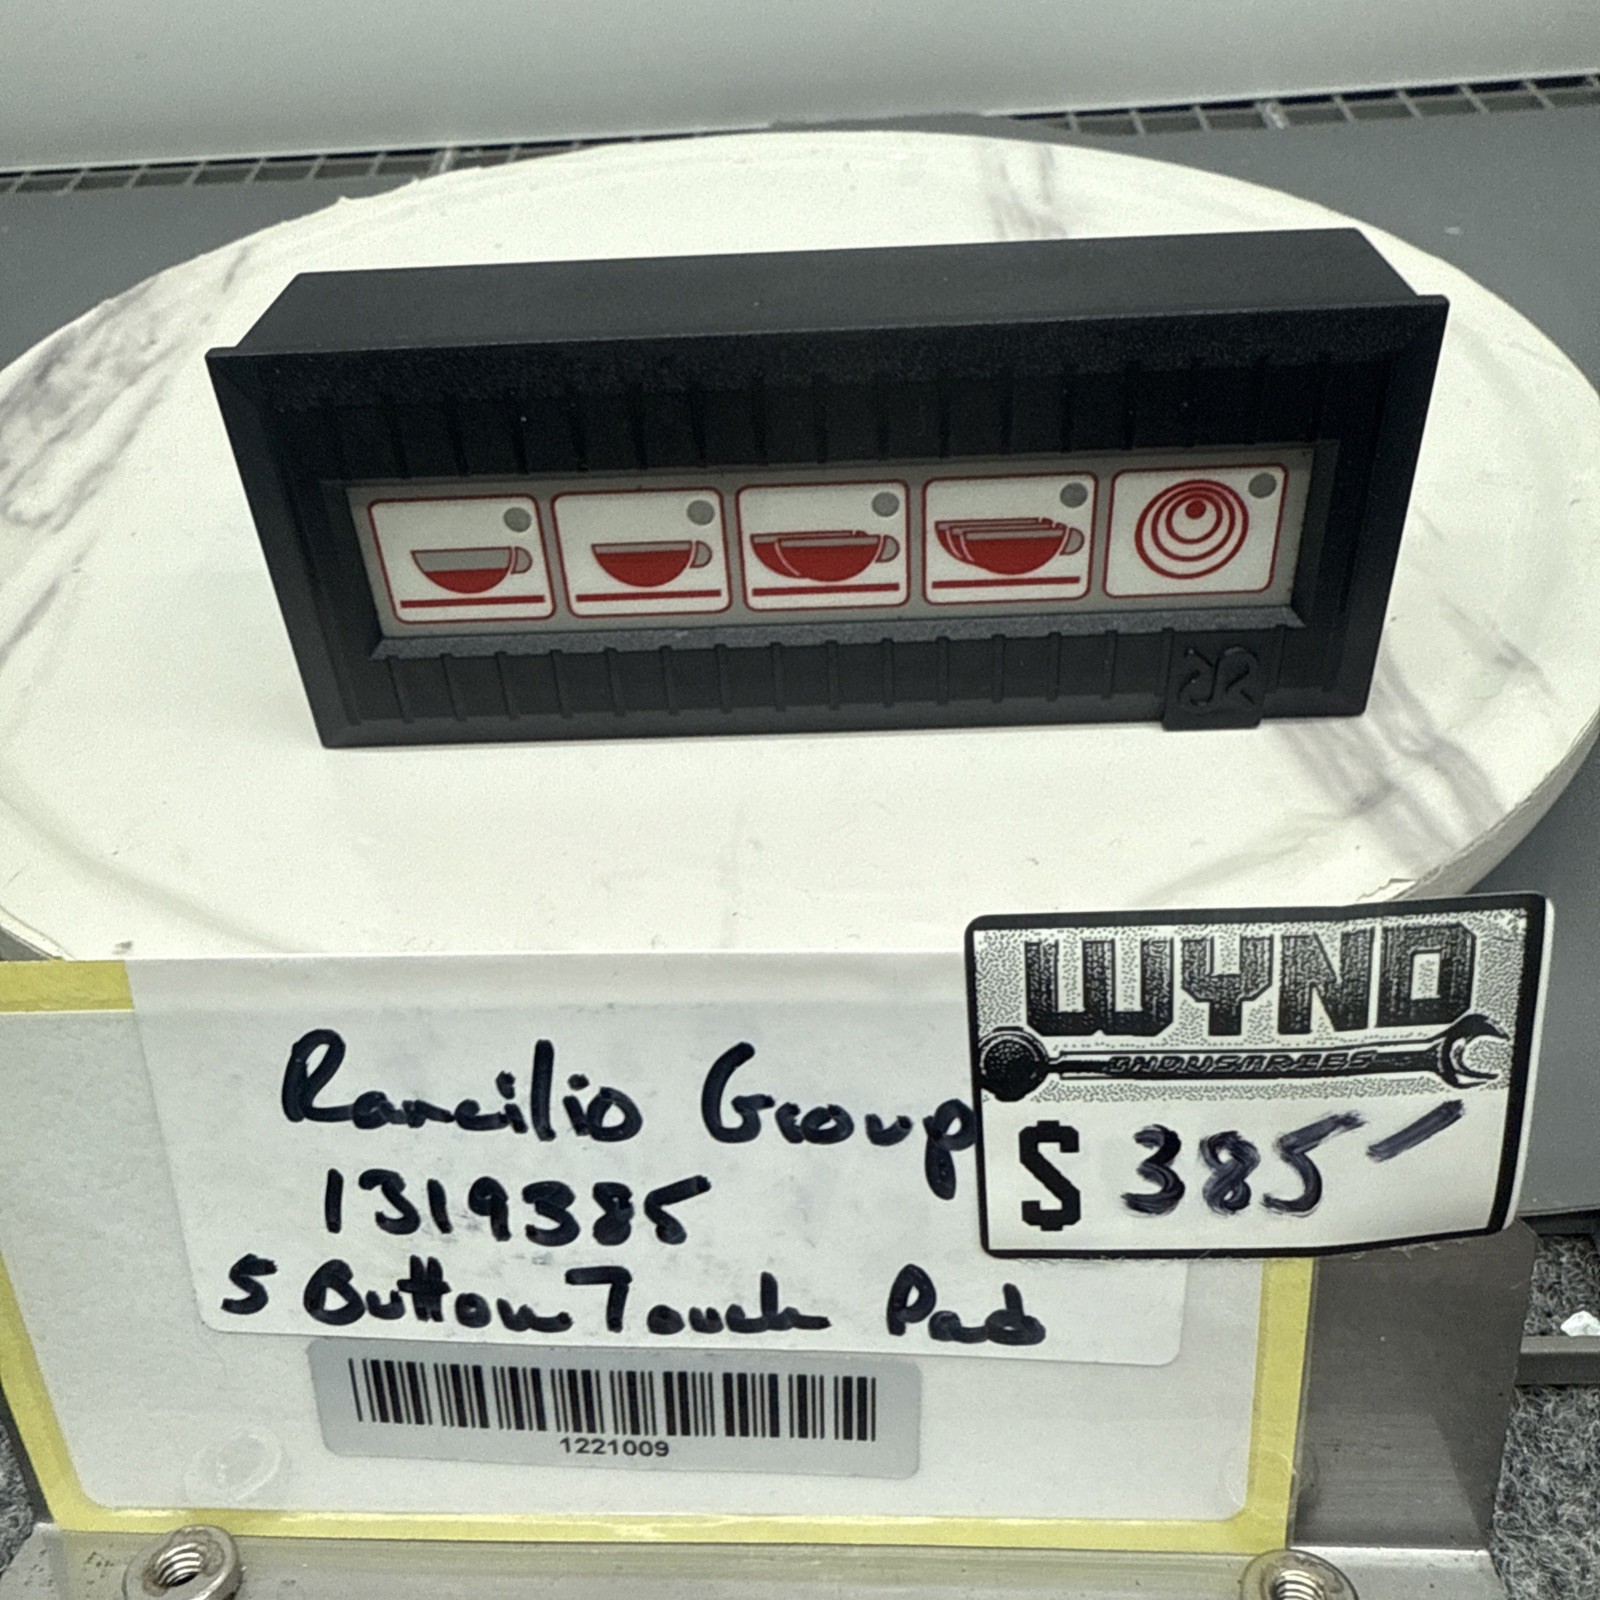 WYND
INDUSTRIES
$ 385 -
Rancilio Group
1319385
5 Button Touch Pad
1221009